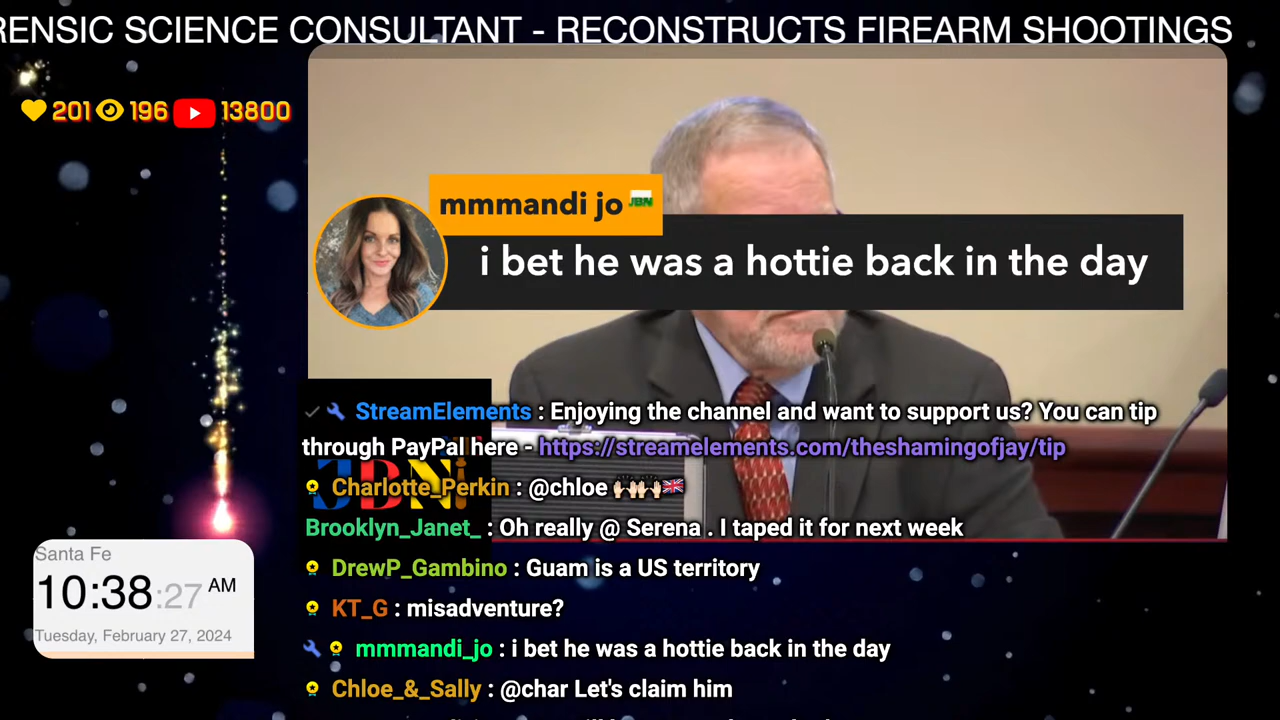 RENSIC SCIENCE CONSULTANT - RECONSTRUCTS FIREARM SHOOTINGS
201 196 13800
mmmandi jo JBN
i bet he was a hottie back in the day
StreamElements : Enjoying the channel and want to support us? You can tip
through PayPal here - https://streamelements.com/theshamingofjay/tip
JBN
Charlotte_Perkin : @chloe 🙌🏻🙌🏻🇬🇧
Brooklyn_Janet_ : Oh really @ Serena . I taped it for next week
Santa Fe
DrewP_Gambino : Guam is a US territory
10:38:27 AM
KT_G : misadventure?
Tuesday, February 27, 2024
mmmandi_jo : i bet he was a hottie back in the day
Chloe_&_Sally : @char Let's claim him